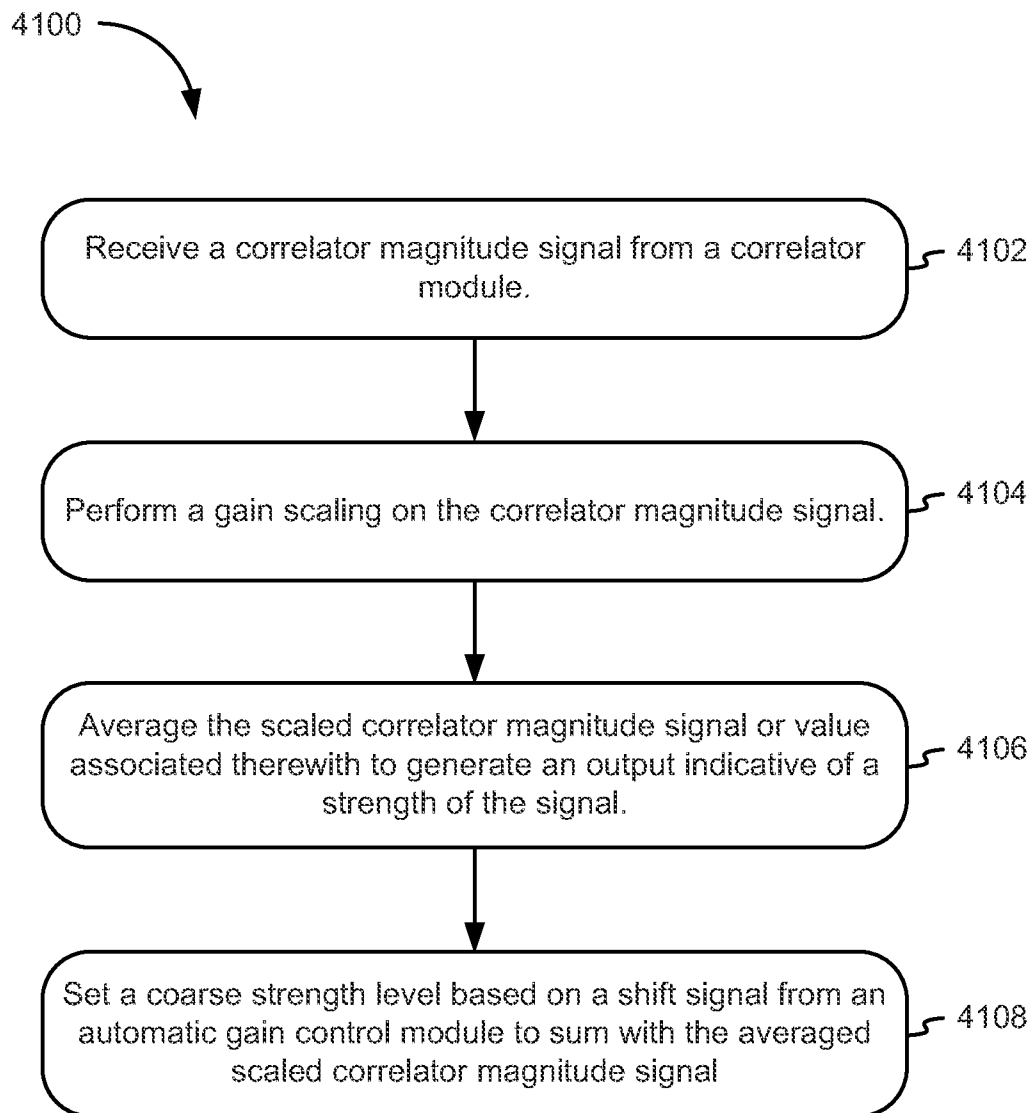 4100
Receive a correlator magnitude signal from a correlator
module.
4102
Perform a gain scaling on the correlator magnitude signal.
4104
Average the scaled correlator magnitude signal or value
associated therewith to generate an output indicative of a
strength of the signal.
4106
Set a coarse strength level based on a shift signal from an
automatic gain control module to sum with the averaged
scaled correlator magnitude signal
4108